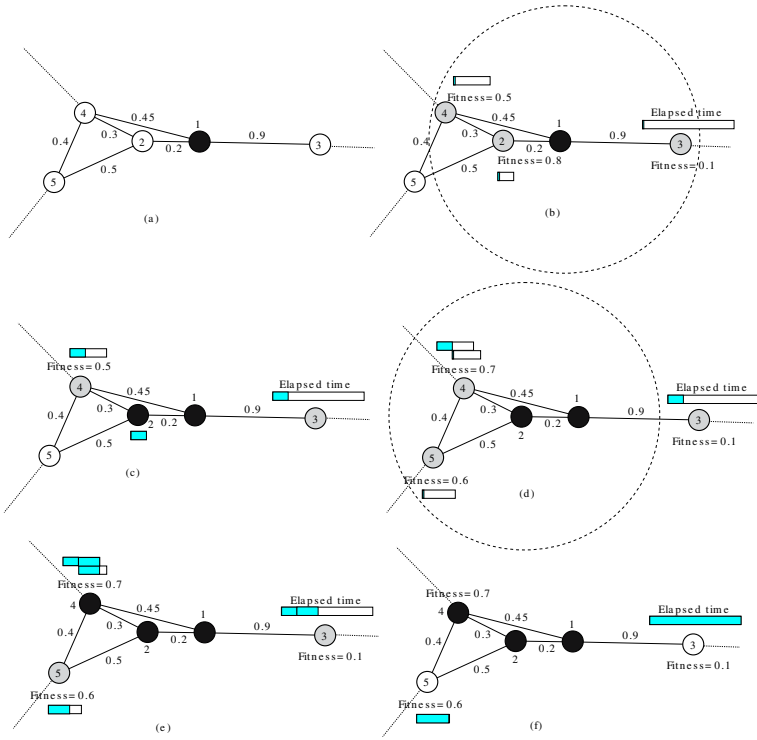 4
0.45
1
0.3
2
0.2
0.9
3
0.4
0.5
5
(a)
Fitness=0.5
4
0.45
1
Elapsed time
0.3
2
0.2
0.9
3
0.4
Fitness=0.8
Fitness=0.1
0.5
5
(b)
Fitness=0.5
4
0.45
1
Elapsed time
0.3
2
0.2
0.9
3
0.4
0.5
5
(c)
Fitness=0.7
4
0.45
1
Elapsed time
0.3
2
0.2
0.9
3
0.4
Fitness=0.1
0.5
5
Fitness=0.6
(d)
Fitness=0.7
4
0.45
1
Elapsed time
0.3
2
0.2
0.9
3
0.4
Fitness=0.1
0.5
5
Fitness=0.6
(e)
Fitness=0.7
4
0.45
1
Elapsed time
0.3
2
0.2
0.9
3
0.4
Fitness=0.1
0.5
5
Fitness=0.6
(f)